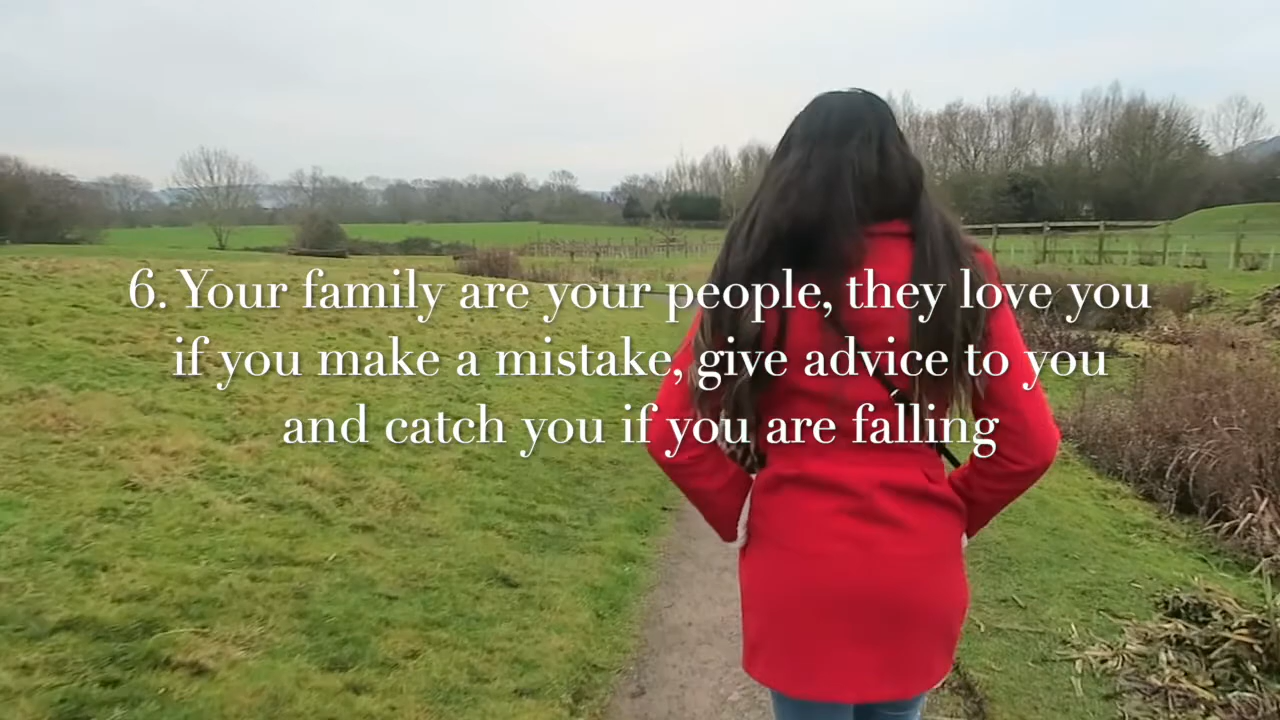 6. Your family are your people, they love you
if you make a mistake, give advice to you
and catch you if you are falling